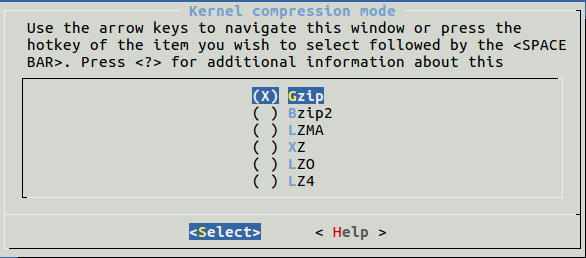 Kernel compression mode
Use the arrow keys to navigate this window or press the
hotkey of the item you wish to select followed by the <SPACE
BAR>. Press <?> for additional information about this
(X) Gzip
( ) Bzip2
( ) LZMA
( ) XZ
( ) LZO
( ) LZ4
<Select> < Help >